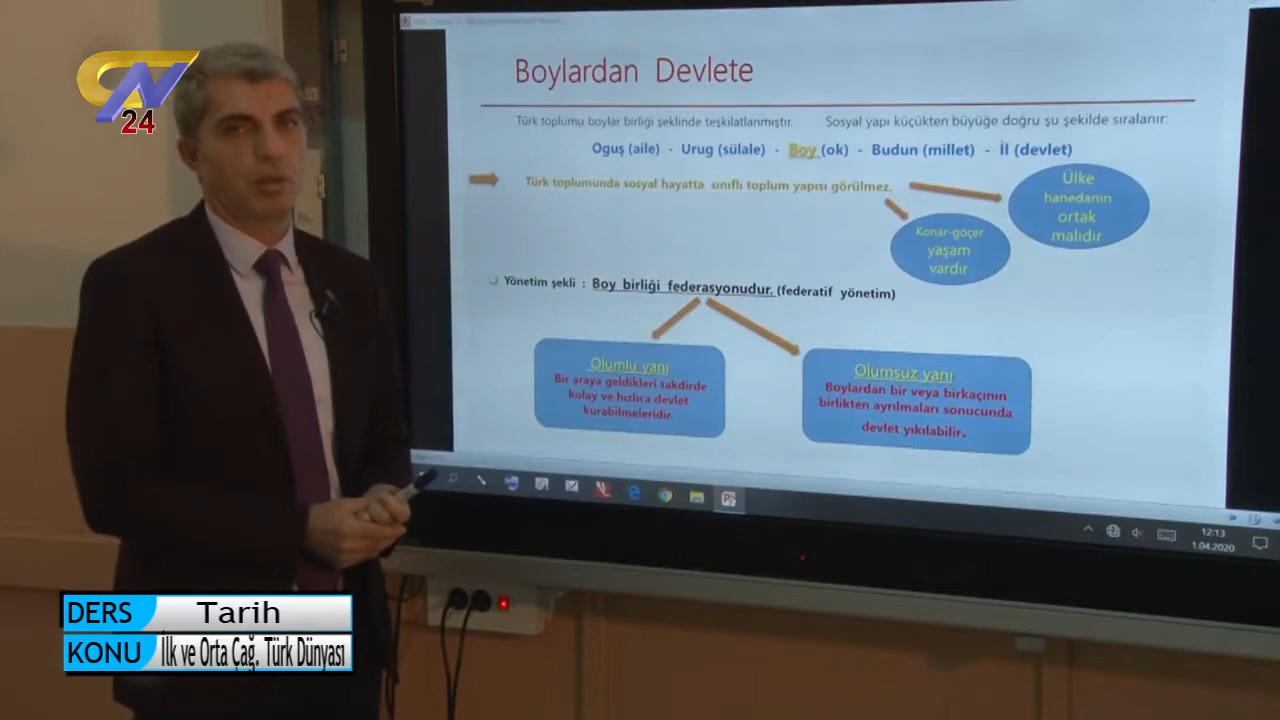 CN
24
Boylardan Devlete
Türk toplumu boylar birliği şeklinde teşkilatlanmıştır. Sosyal yapı küçükten büyüğe doğru şu şekilde sıralanır:
Oguş (aile) - Urug (sülale) - Boy (ok) - Budun (millet) - İl (devlet)
Türk toplumunda sosyal hayatta sınıflı toplum yapısı görülmez.
Ülke
hanedanın
ortak
malıdır
Konar-göçer
yaşam
vardır
Yönetim şekli : Boy birliği federasyonudur. (federatif yönetim)
Olumlu yanı
Bir araya geldikleri takdirde
kolay ve hızlıca devlet
kurabilmeleridir.
Olumsuz yanı
Boylardan bir veya birkaçının
birlikten ayrılmaları sonucunda
devlet yıkılabilir.
12:13
1.04.2020
DERS Tarih
KONU İlk ve Orta Çağ. Türk Dünyası